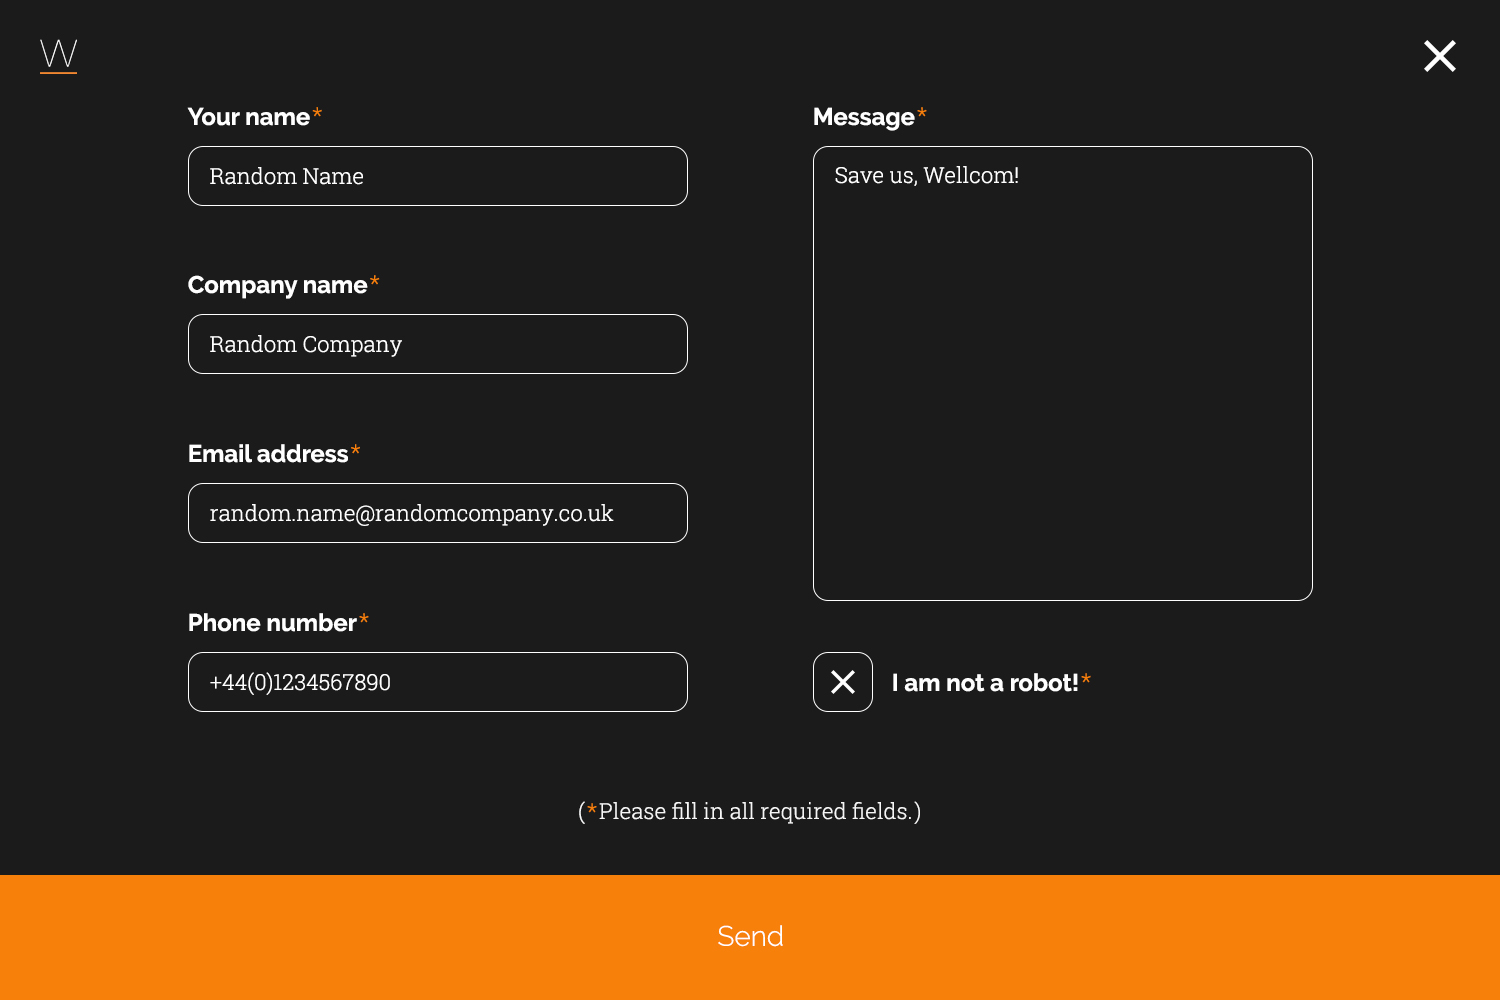 W
Your name*
Random Name
Company name*
Random Company
Email address*
random.name@randomcompany.co.uk
Phone number*
+44(0)1234567890
Message*
Save us, Wellcom!
I am not a robot!*
(*Please fill in all required fields.)
Send